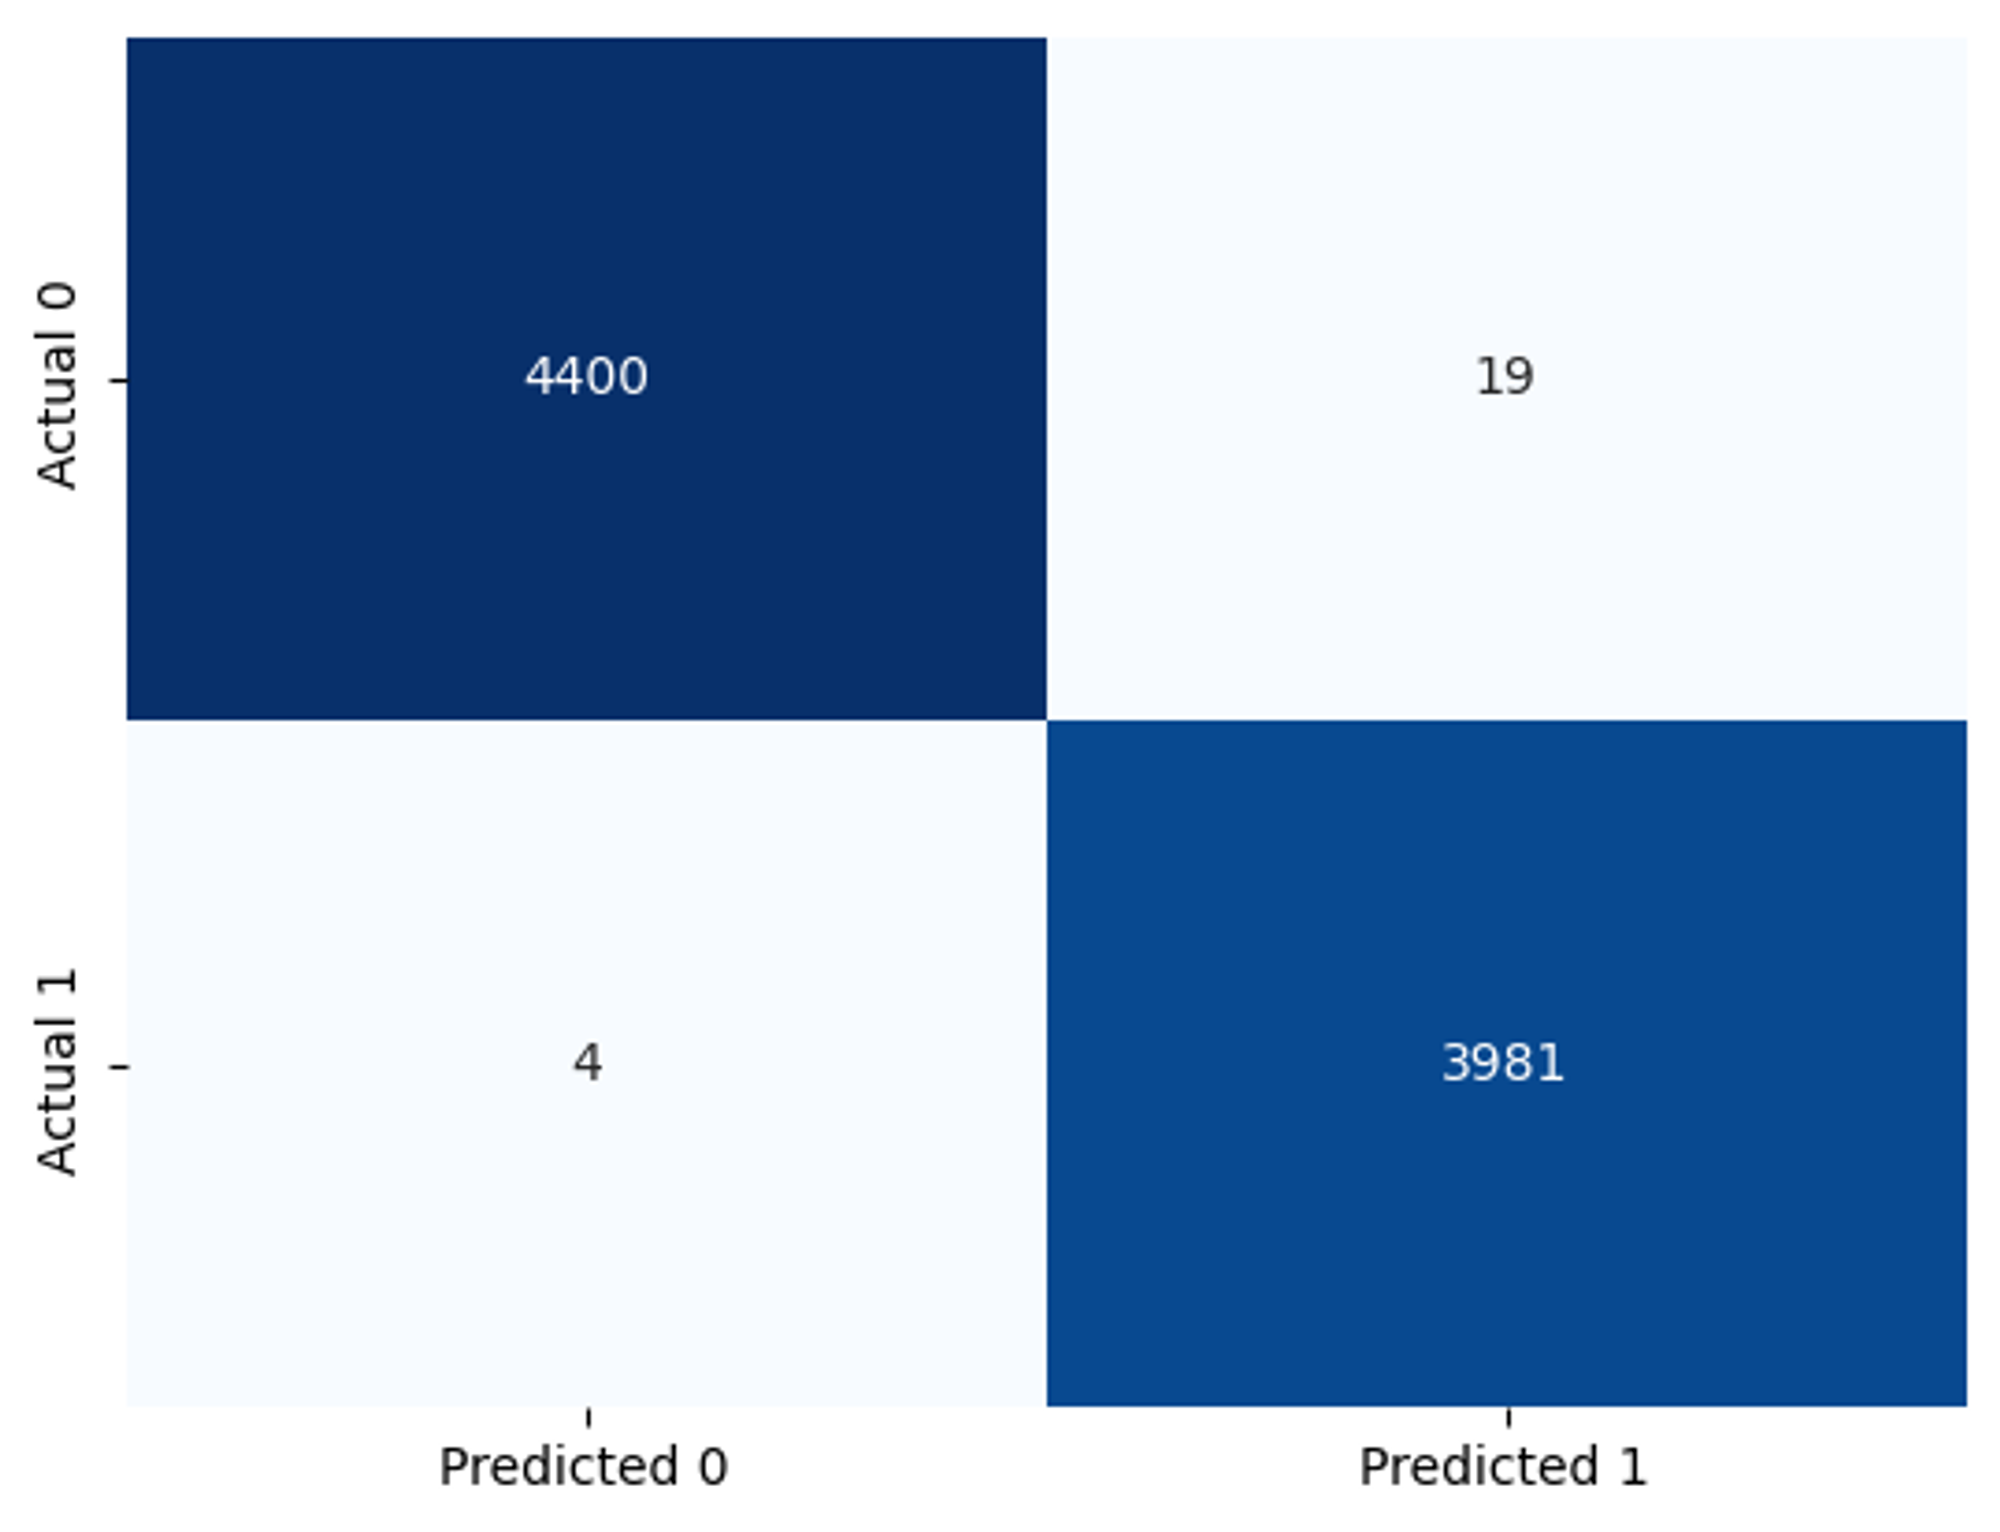 Actual 0
4400
19
Actual 1
4
3981
Predicted 0
Predicted 1